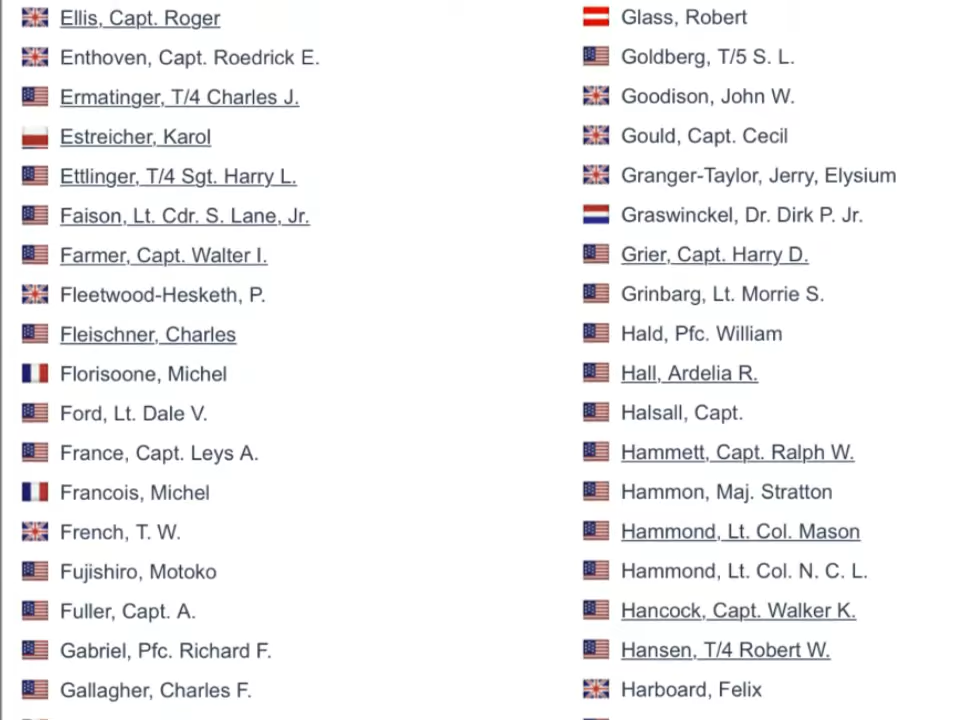 Ellis, Capt. Roger
Enthoven, Capt. Roedrick E.
Ermatinger, T/4 Charles J.
Estreicher, Karol
Ettlinger, T/4 Sgt. Harry L.
Faison, Lt. Cdr. S. Lane, Jr.
Farmer, Capt. Walter I.
Fleetwood-Hesketh, P.
Fleischner, Charles
Florisoone, Michel
Ford, Lt. Dale V.
France, Capt. Leys A.
Francois, Michel
French, T. W.
Fujishiro, Motoko
Fuller, Capt. A.
Gabriel, Pfc. Richard F.
Gallagher, Charles F.
Glass, Robert
Goldberg, T/5 S. L.
Goodison, John W.
Gould, Capt. Cecil
Granger-Taylor, Jerry, Elysium
Graswinckel, Dr. Dirk P. Jr.
Grier, Capt. Harry D.
Grinbarg, Lt. Morrie S.
Hald, Pfc. William
Hall, Ardelia R.
Halsall, Capt.
Hammett, Capt. Ralph W.
Hammon, Maj. Stratton
Hammond, Lt. Col. Mason
Hammond, Lt. Col. N. C. L.
Hancock, Capt. Walker K.
Hansen, T/4 Robert W.
Harboard, Felix